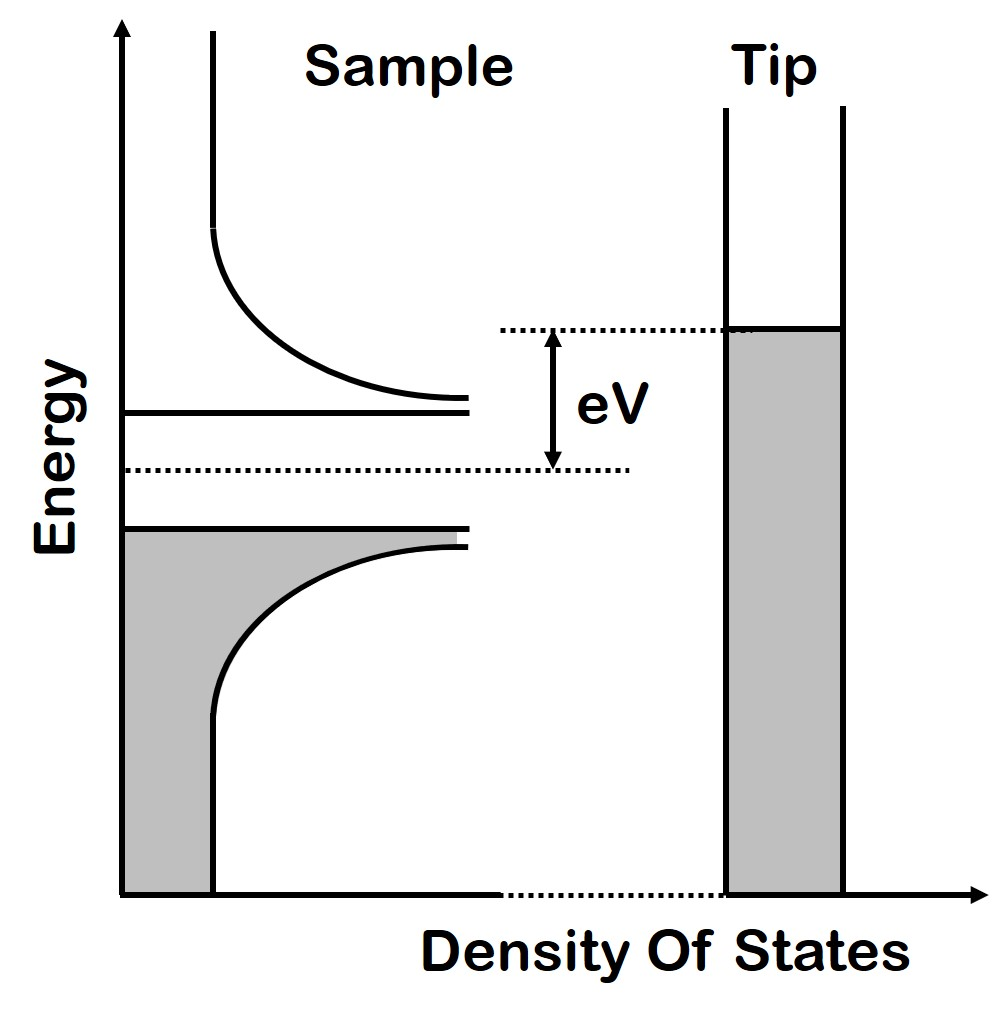 Sample
Tip
eV
Energy
Density Of States